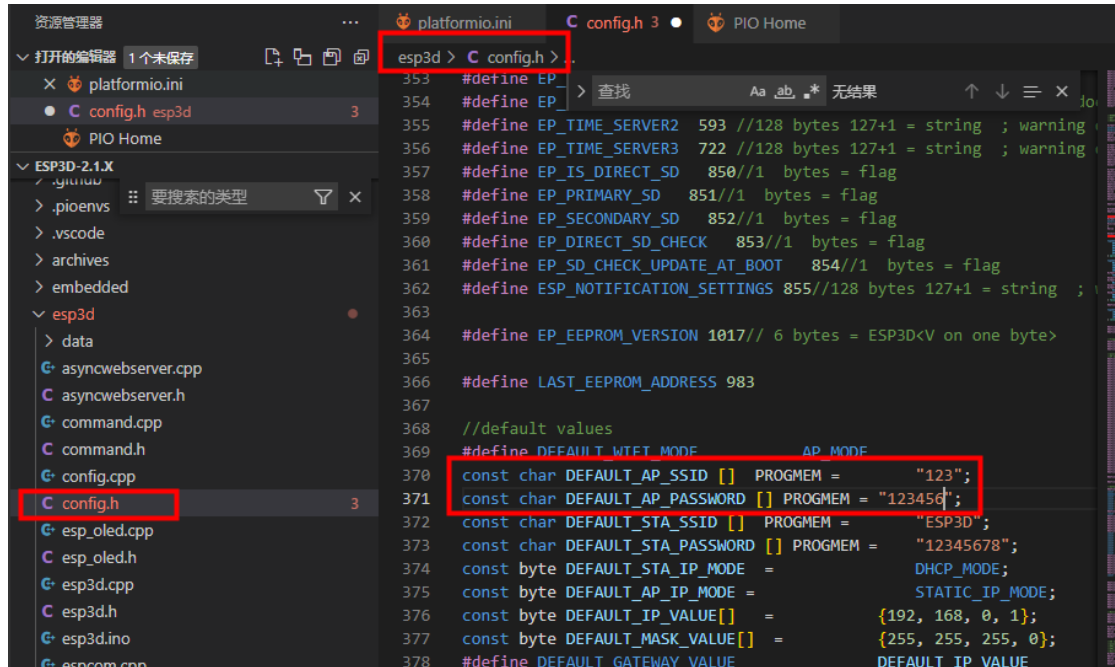 资源管理器
platformio.ini
config.h 3
PIO Home
打开的编辑器 1个未保存
esp3d > C config.h > ..
platformio.ini
353 #define EP_
查找 Aa ab .* 无结果
config.h esp3d 3
354 #define EP_
PIO Home
355 #define EP_TIME_SERVER2 593 //128 bytes 127+1 = string ; warning
ESP3D-2.1.X
356 #define EP_TIME_SERVER3 722 //128 bytes 127+1 = string ; warning
.github
357 #define EP_IS_DIRECT_SD 850//1 bytes = flag
要搜索的类型
.pioenvs
358 #define EP_PRIMARY_SD 851//1 bytes = flag
.vscode
359 #define EP_SECONDARY_SD 852//1 bytes = flag
archives
360 #define EP_DIRECT_SD_CHECK 853//1 bytes = flag
361 #define EP_SD_CHECK_UPDATE_AT_BOOT 854//1 bytes = flag
embedded
362 #define ESP_NOTIFICATION_SETTINGS 855//128 bytes 127+1 = string ;
esp3d
363
data
364 #define EP_EEPROM_VERSION 1017// 6 bytes = ESP3D<V on one byte>
asyncwebserver.cpp
365
asyncwebserver.h
366 #define LAST_EEPROM_ADDRESS 983
367
command.cpp
368 //default values
command.h
369 #define DEFAULT_WIFI_MODE AP_MODE
config.cpp
370 const char DEFAULT_AP_SSID [] PROGMEM = "123";
config.h 3
371 const char DEFAULT_AP_PASSWORD [] PROGMEM = "123456";
esp_oled.cpp
372 const char DEFAULT_STA_SSID [] PROGMEM = "ESP3D";
373 const char DEFAULT_STA_PASSWORD [] PROGMEM = "12345678";
esp_oled.h
374 const byte DEFAULT_STA_IP_MODE = DHCP_MODE;
esp3d.cpp
375 const byte DEFAULT_AP_IP_MODE = STATIC_IP_MODE;
esp3d.h
376 const byte DEFAULT_IP_VALUE[] = {192, 168, 0, 1};
esp3d.ino
377 const byte DEFAULT_MASK_VALUE[] = {255, 255, 255, 0};
espcom.cpp
378 #define DEFAULT_GATEWAY_VALUE DEFAULT_IP_VALUE